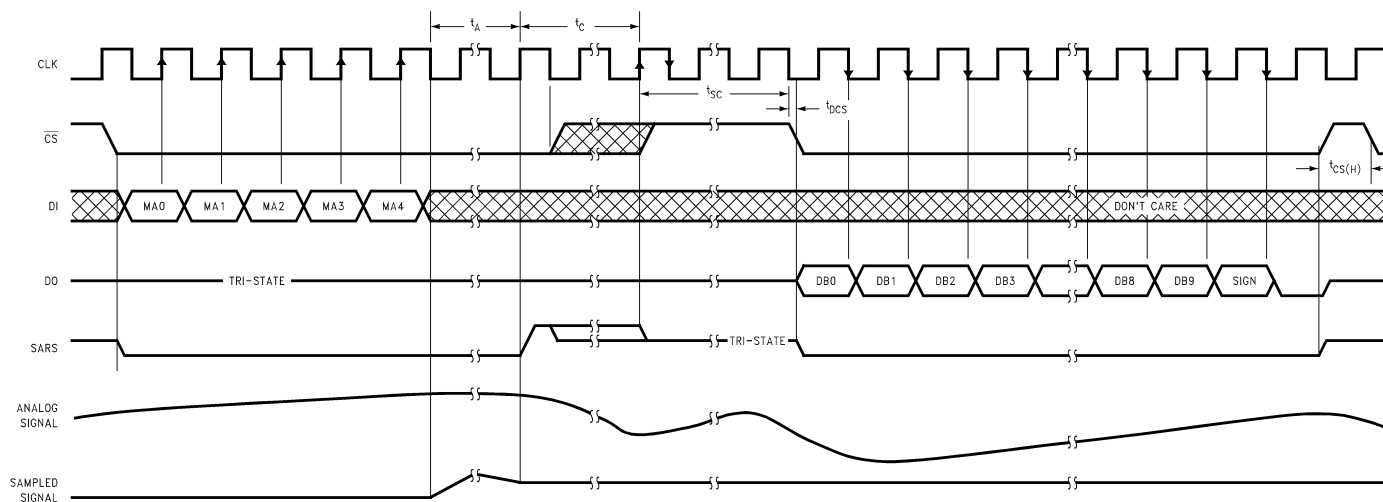 tA
tC
CLK
tSC
tDCS
CS
tCS(H)
DI
MA0 MA1 MA2 MA3 MA4
DON'T CARE
DO
TRI-STATE
DB0 DB1 DB2 DB3 DB8 DB9 SIGN
SARS
TRI-STATE
ANALOG
SIGNAL
SAMPLED
SIGNAL